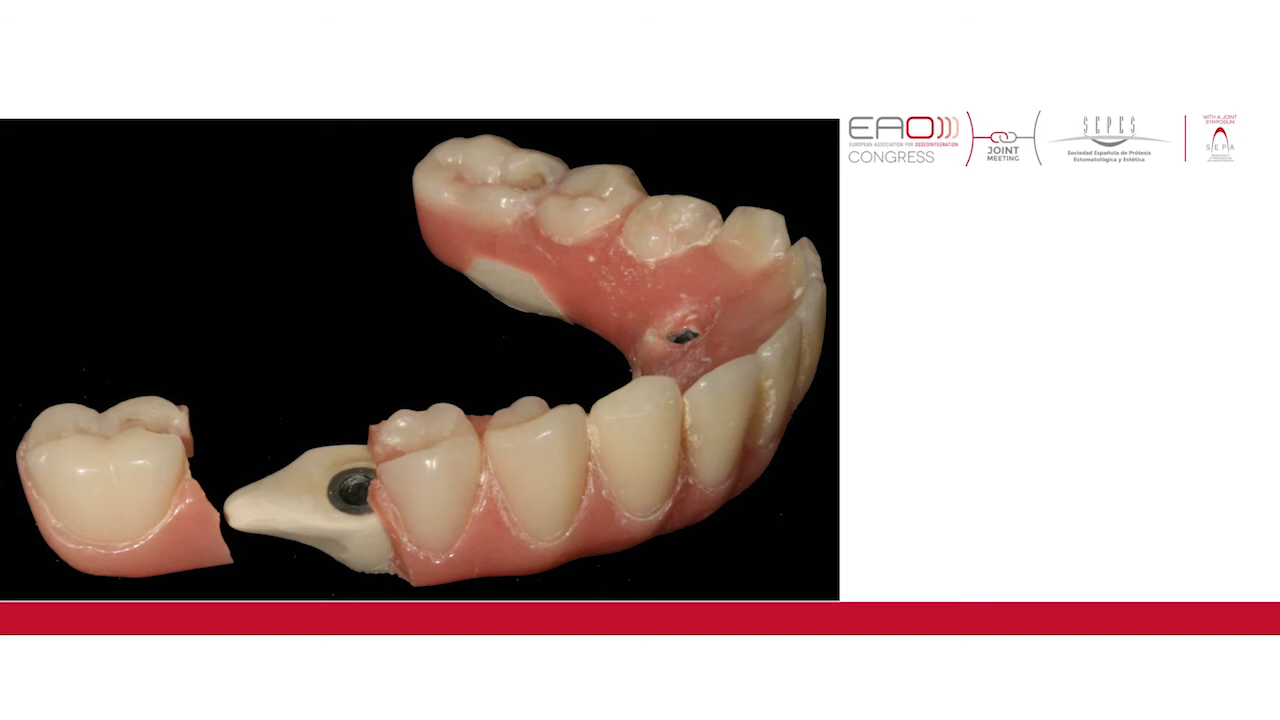 EAO
EUROPEAN ASSOCIATION FOR OSSEOINTEGRATION
CONGRESS
JOINT
MEETING
SEPES
Sociedad Española de Prótesis
Estomatológica y Estética
WITH A JOINT
SYMPOSIUM
SEPA